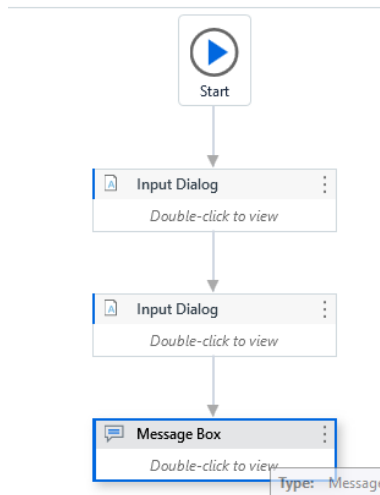 Start
Input Dialog
Double-click to view
Input Dialog
Double-click to view
Message Box
Double-click to view
Type: Message